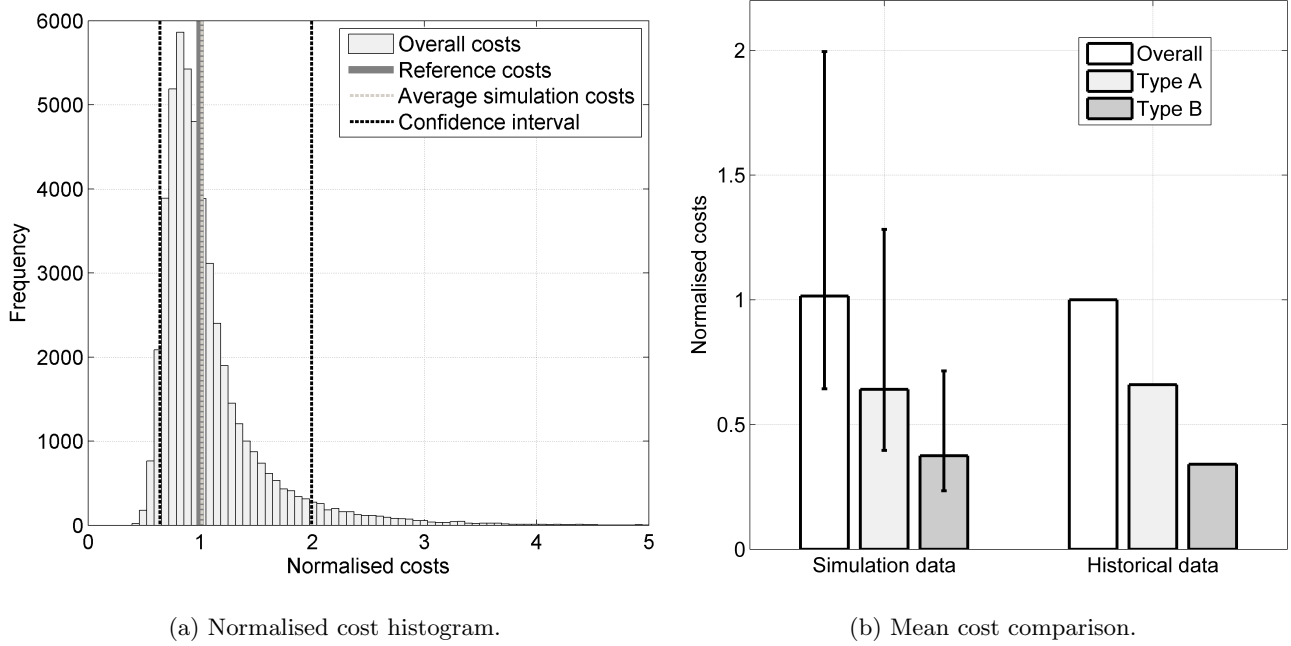 6000
5000
4000
3000
2000
1000
0
Frequency
0 1 2 3 4 5
Normalised costs
Overall costs
Reference costs
Average simulation costs
Confidence interval
(a) Normalised cost histogram.
2
1.5
1
0.5
0
Normalised costs
Overall
Type A
Type B
Simulation data Historical data
(b) Mean cost comparison.